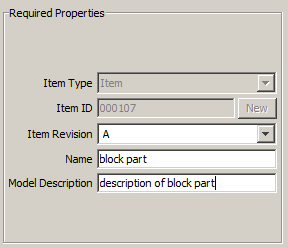 Required Properties
Item Type Item
Item ID 000107 New
Item Revision A
Name block part
Model Description description of block part